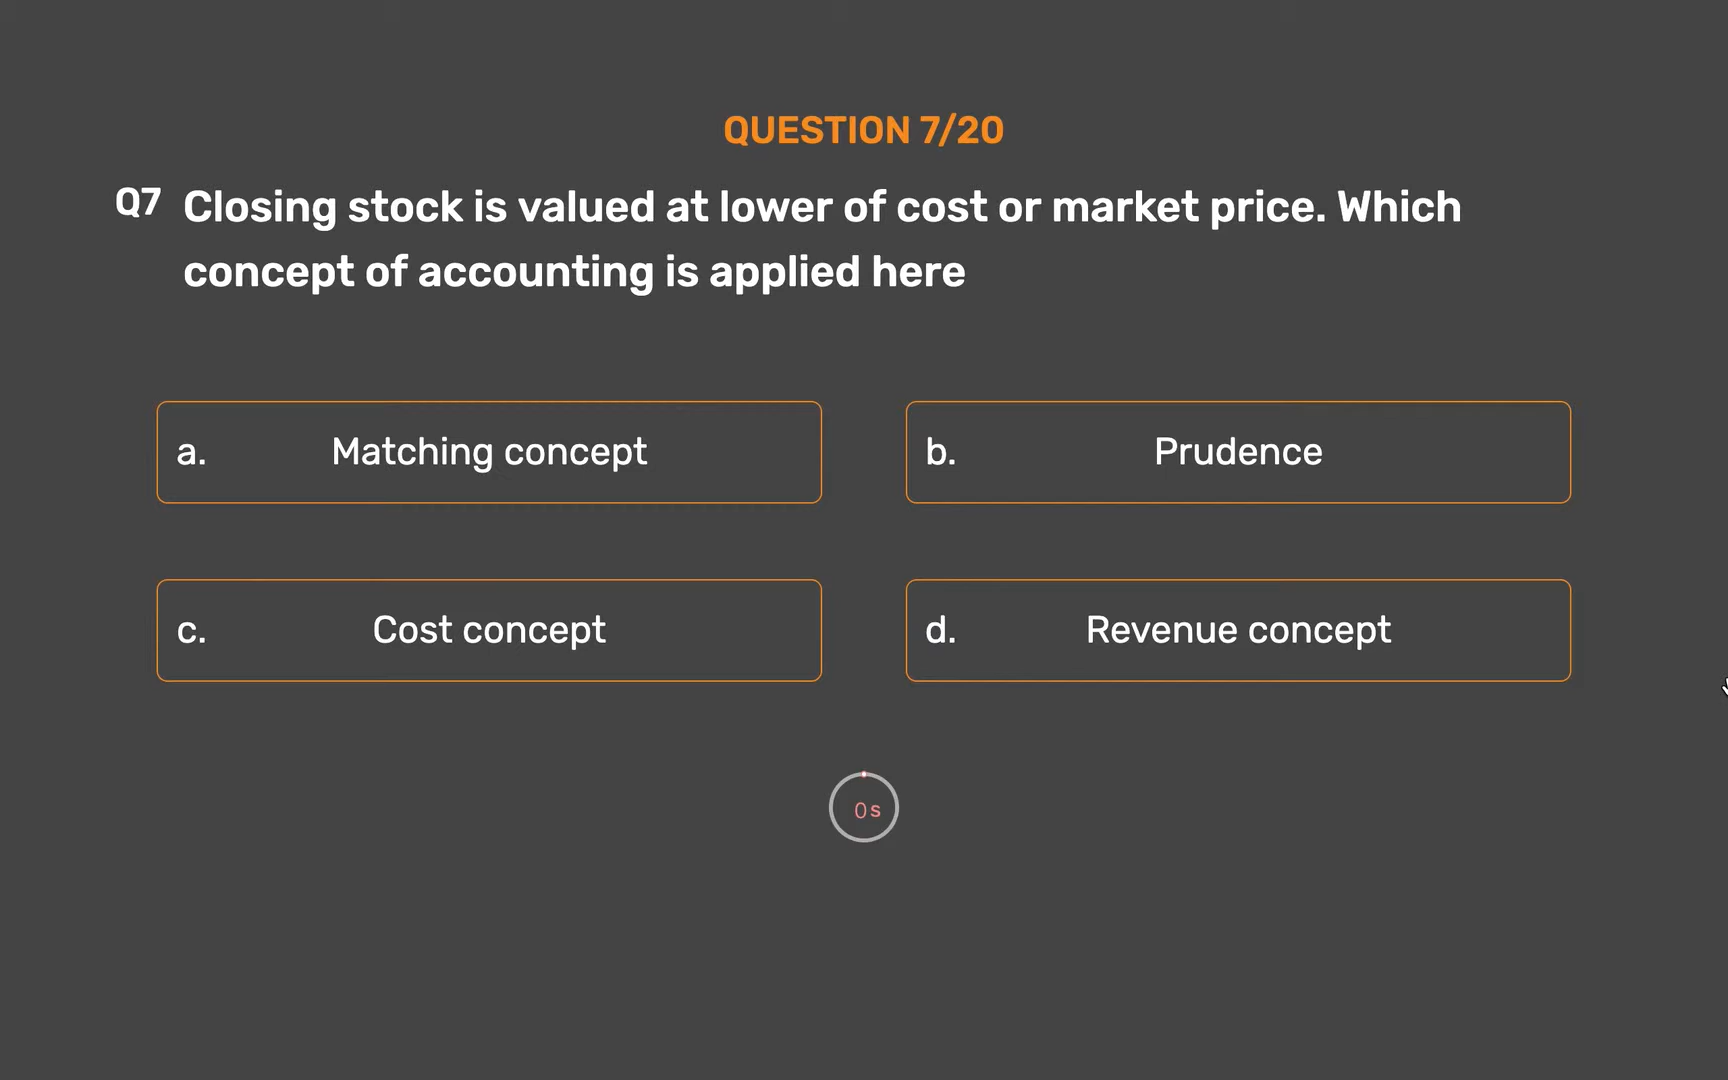 QUESTION 7/20
Q7 Closing stock is valued at lower of cost or market price. Which
concept of accounting is applied here
a. Matching concept
b. Prudence
c. Cost concept
d. Revenue concept
0 s